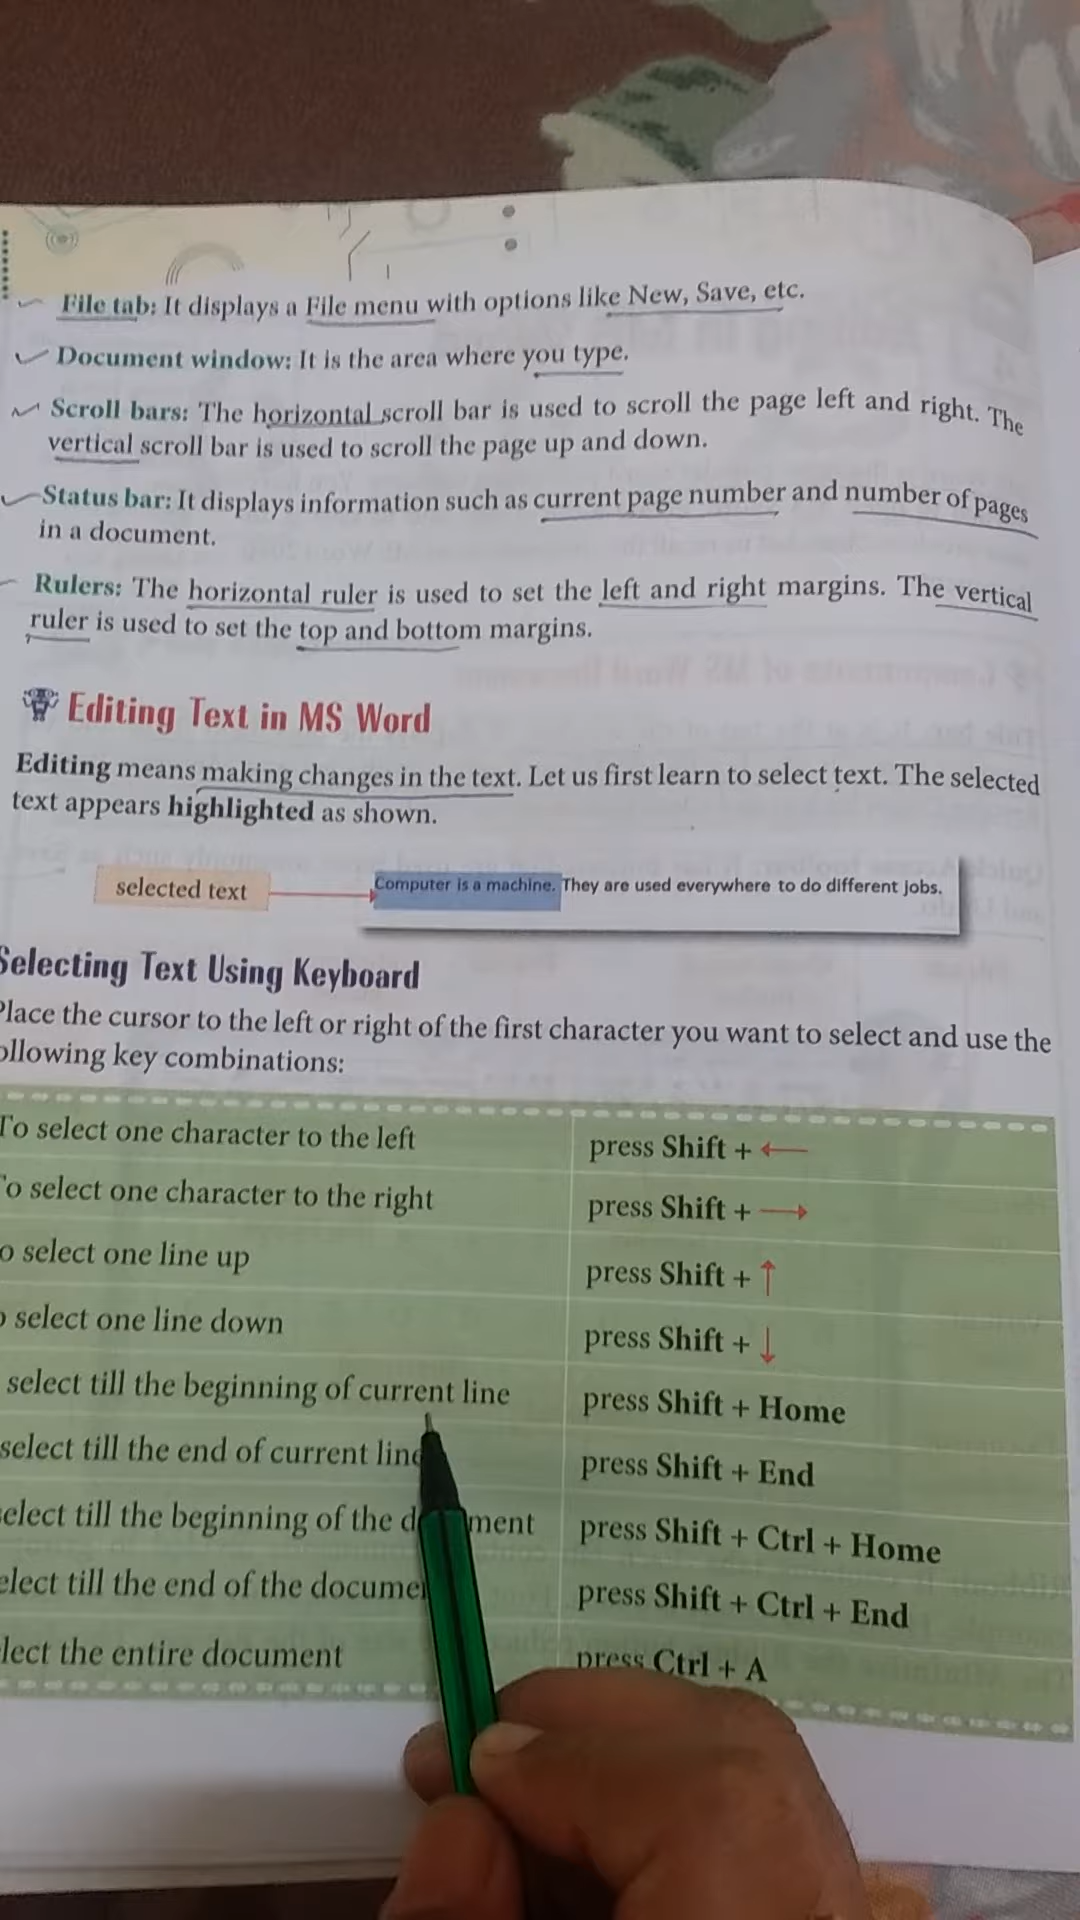 File tab: It displays a File menu with options like New, Save, etc.
Document window: It is the area where you type.
Scroll bars: The horizontal scroll bar is used to scroll the page left and right. The
vertical scroll bar is used to scroll the page up and down.
Status bar: It displays information such as current page number and number of pages
in a document.
Rulers: The horizontal ruler is used to set the left and right margins. The vertical
ruler is used to set the top and bottom margins.
Editing Text in MS Word
Editing means making changes in the text. Let us first learn to select text. The selected
text appears highlighted as shown.
selected text
Computer is a machine. They are used everywhere to do different jobs.
Selecting Text Using Keyboard
Place the cursor to the left or right of the first character you want to select and use the
ollowing key combinations:
To select one character to the left press Shift + ←
To select one character to the right press Shift + →
o select one line up press Shift + ↑
o select one line down press Shift + ↓
select till the beginning of current line press Shift + Home
select till the end of current line press Shift + End
select till the beginning of the ment press Shift + Ctrl + Home
elect till the end of the documen press Shift + Ctrl + End
lect the entire document press Ctrl + A